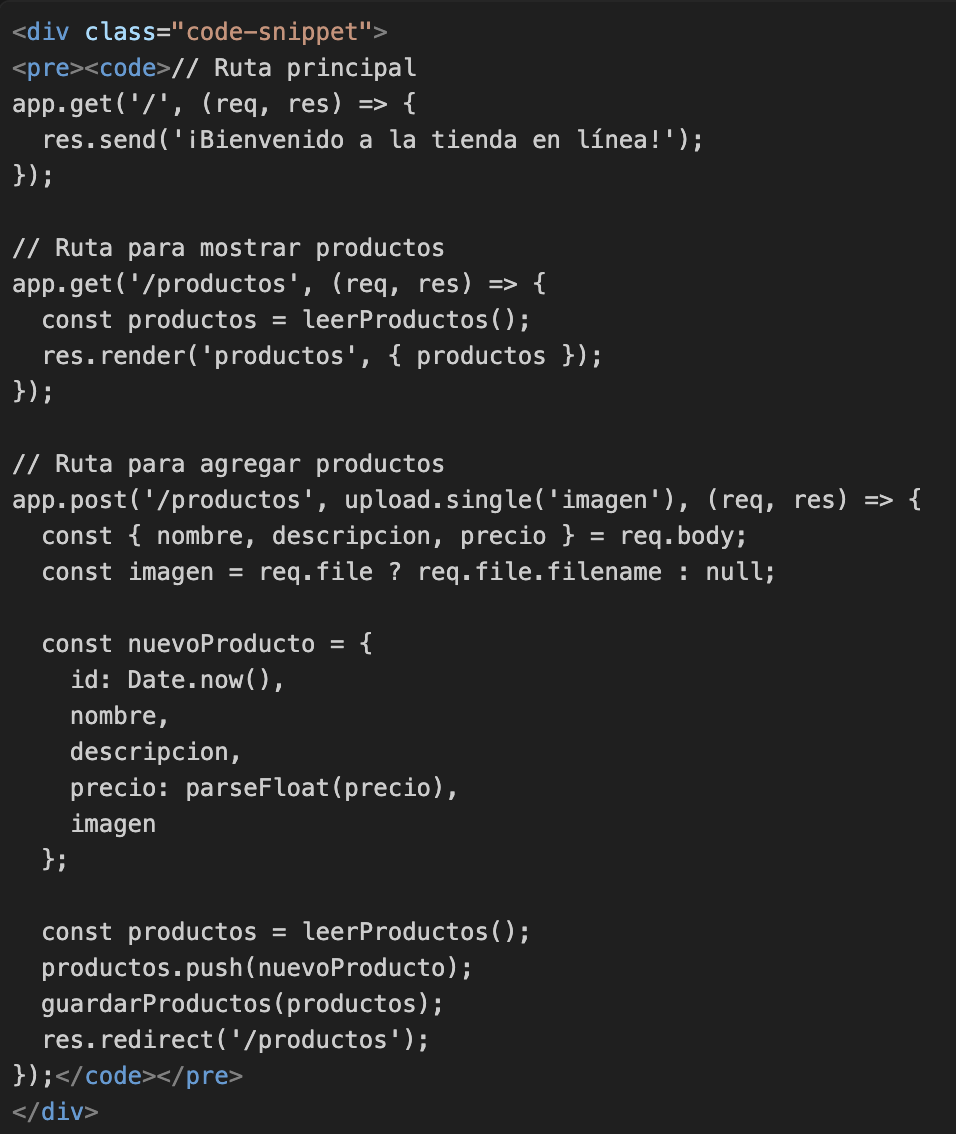 <div class="code-snippet">
<pre><code>// Ruta principal
app.get('/', (req, res) => {
  res.send('¡Bienvenido a la tienda en línea!');
});

// Ruta para mostrar productos
app.get('/productos', (req, res) => {
  const productos = leerProductos();
  res.render('productos', { productos });
});

// Ruta para agregar productos
app.post('/productos', upload.single('imagen'), (req, res) => {
  const { nombre, descripcion, precio } = req.body;
  const imagen = req.file ? req.file.filename : null;

  const nuevoProducto = {
    id: Date.now(),
    nombre,
    descripcion,
    precio: parseFloat(precio),
    imagen
  };

  const productos = leerProductos();
  productos.push(nuevoProducto);
  guardarProductos(productos);
  res.redirect('/productos');
});</code></pre>
</div>